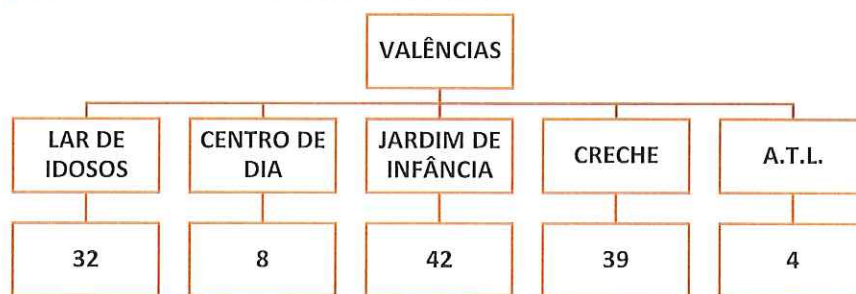 VALÊNCIAS
LAR DE
IDOSOS
CENTRO DE
DIA
JARDIM DE
INFÂNCIA
CRECHE
A.T.L.
32
8
42
39
4